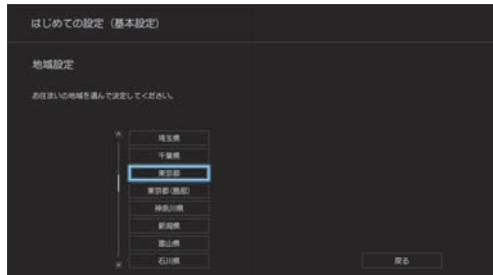 はじめての設定（基本設定）
地域設定
お住まいの地域を選んで決定してください。
埼玉県
千葉県
東京都
東京都（島部）
神奈川県
新潟県
富山県
石川県
戻る